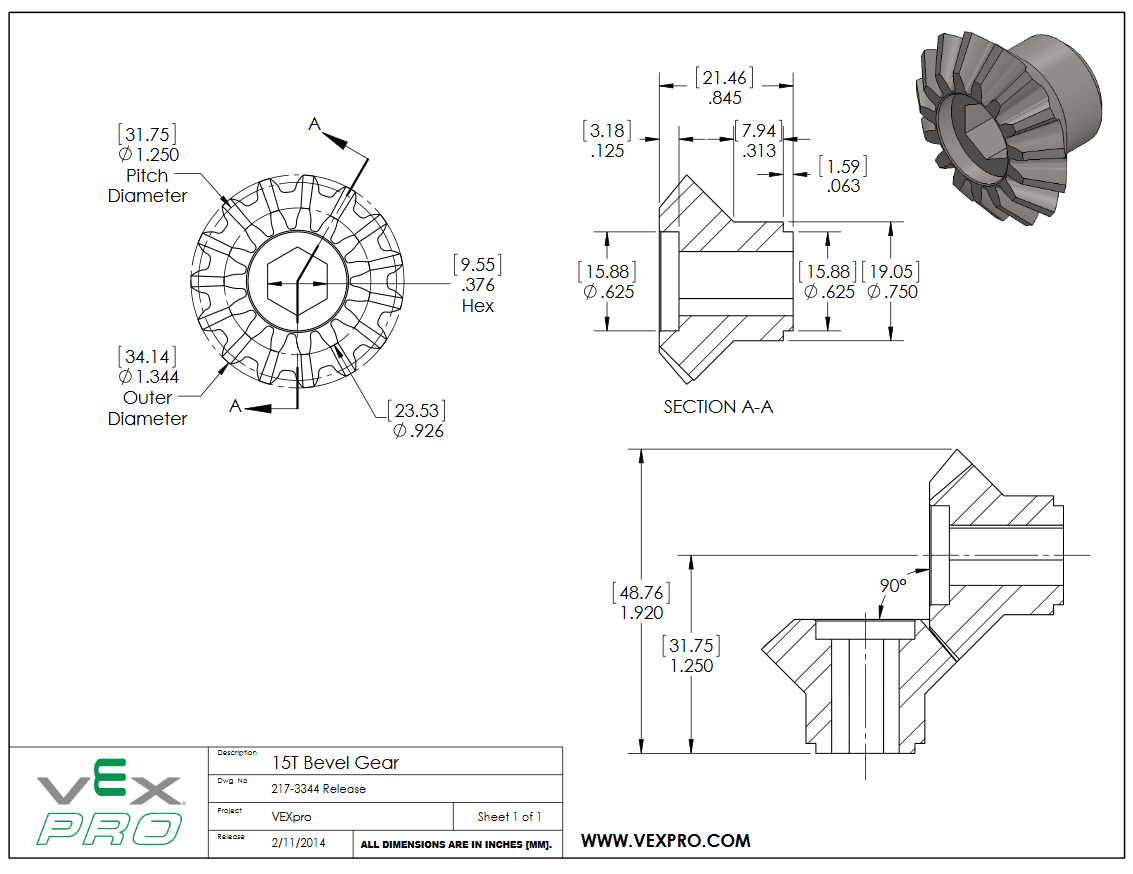 [31.75]
Ø 1.250
Pitch
Diameter
A
[9.55]
.376
Hex
[34.14]
Ø 1.344
Outer
Diameter
A
[23.53]
Ø .926
[21.46]
.845
[3.18]
.125
[7.94]
.313
[1.59]
.063
[15.88]
Ø .625
[15.88]
Ø .625
[19.05]
Ø .750
SECTION A-A
[48.76]
1.920
[31.75]
1.250
90°
VEX
PRO
Description
15T Bevel Gear
Dwg No
217-3344 Release
Project
VEXpro
Sheet 1 of 1
Release
2/11/2014
ALL DIMENSIONS ARE IN INCHES [MM].
WWW.VEXPRO.COM